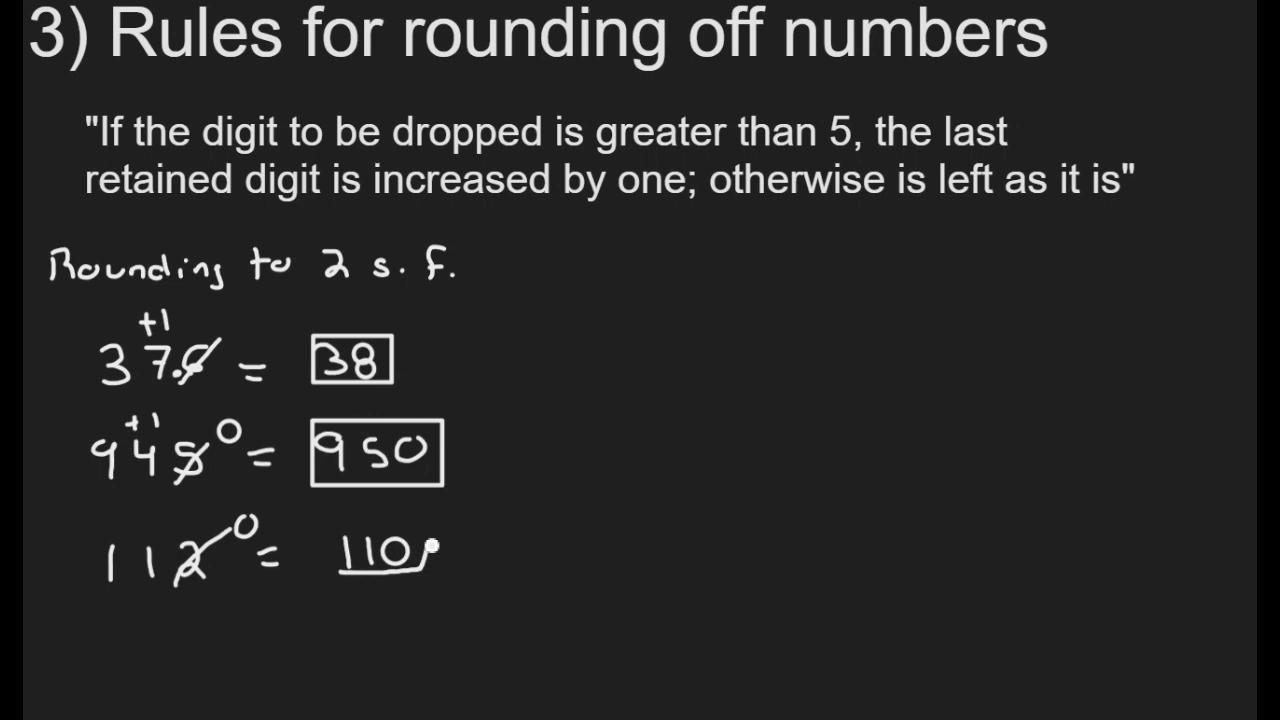 3) Rules for rounding off numbers
"If the digit to be dropped is greater than 5, the last
retained digit is increased by one; otherwise is left as it is"
Rounding to 2 s.f.
+1
37.6 = 38
+1
945 0 = 950
112 0 = 110